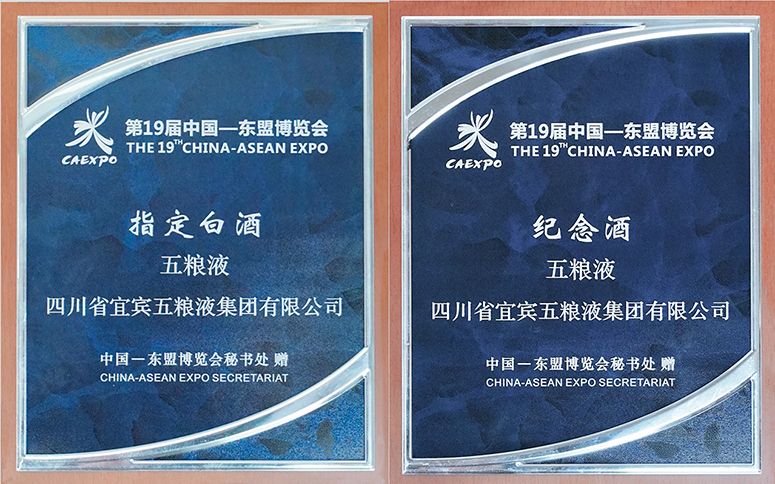 CAEXPO
第19届中国—东盟博览会
THE 19TH CHINA-ASEAN EXPO
指定白酒
五粮液
四川省宜宾五粮液集团有限公司
中国—东盟博览会秘书处 赠
CHINA-ASEAN EXPO SECRETARIAT
CAEXPO
第19届中国—东盟博览会
THE 19TH CHINA-ASEAN EXPO
纪念酒
五粮液
四川省宜宾五粮液集团有限公司
中国—东盟博览会秘书处 赠
CHINA-ASEAN EXPO SECRETARIAT